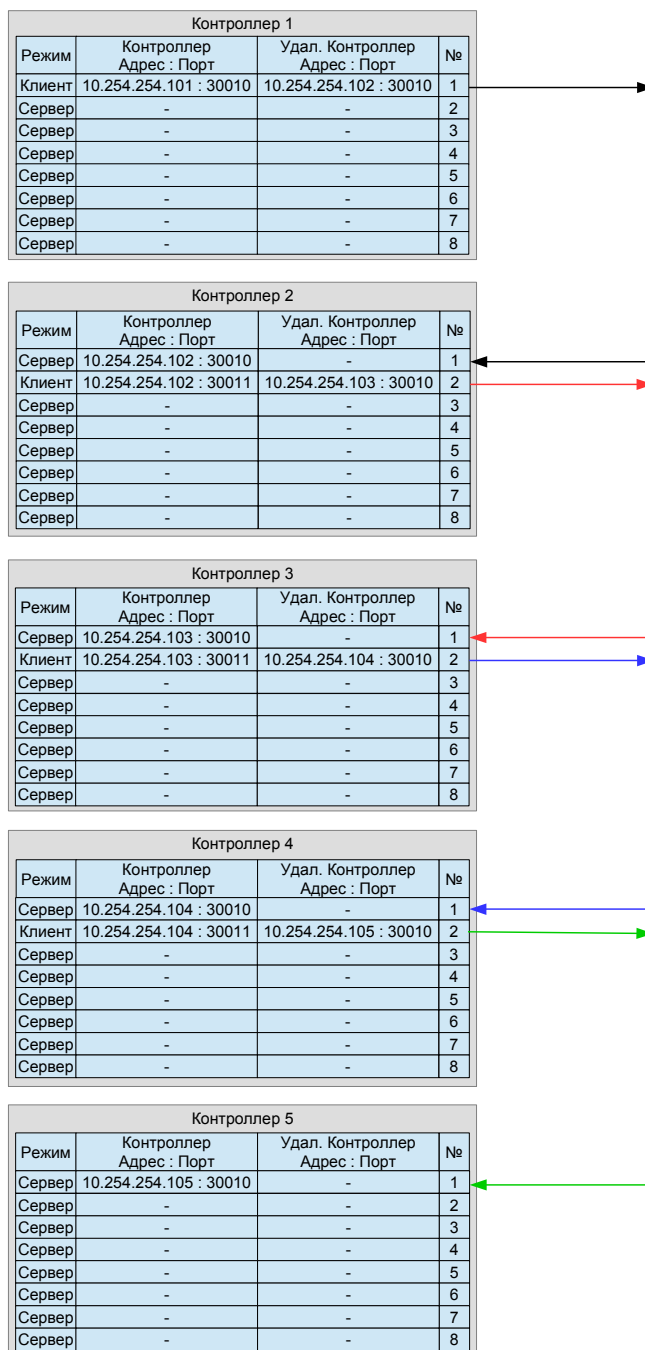 Контроллер 1
Режим Контроллер Адрес : Порт Удал. Контроллер Адрес : Порт №
Клиент 10.254.254.101 : 30010 10.254.254.102 : 30010 1
Сервер - - 2
Сервер - - 3
Сервер - - 4
Сервер - - 5
Сервер - - 6
Сервер - - 7
Сервер - - 8
Контроллер 2
Режим Контроллер Адрес : Порт Удал. Контроллер Адрес : Порт №
Сервер 10.254.254.102 : 30010 - 1
Клиент 10.254.254.102 : 30011 10.254.254.103 : 30010 2
Сервер - - 3
Сервер - - 4
Сервер - - 5
Сервер - - 6
Сервер - - 7
Сервер - - 8
Контроллер 3
Режим Контроллер Адрес : Порт Удал. Контроллер Адрес : Порт №
Сервер 10.254.254.103 : 30010 - 1
Клиент 10.254.254.103 : 30011 10.254.254.104 : 30010 2
Сервер - - 3
Сервер - - 4
Сервер - - 5
Сервер - - 6
Сервер - - 7
Сервер - - 8
Контроллер 4
Режим Контроллер Адрес : Порт Удал. Контроллер Адрес : Порт №
Сервер 10.254.254.104 : 30010 - 1
Клиент 10.254.254.104 : 30011 10.254.254.105 : 30010 2
Сервер - - 3
Сервер - - 4
Сервер - - 5
Сервер - - 6
Сервер - - 7
Сервер - - 8
Контроллер 5
Режим Контроллер Адрес : Порт Удал. Контроллер Адрес : Порт №
Сервер 10.254.254.105 : 30010 - 1
Сервер - - 2
Сервер - - 3
Сервер - - 4
Сервер - - 5
Сервер - - 6
Сервер - - 7
Сервер - - 8